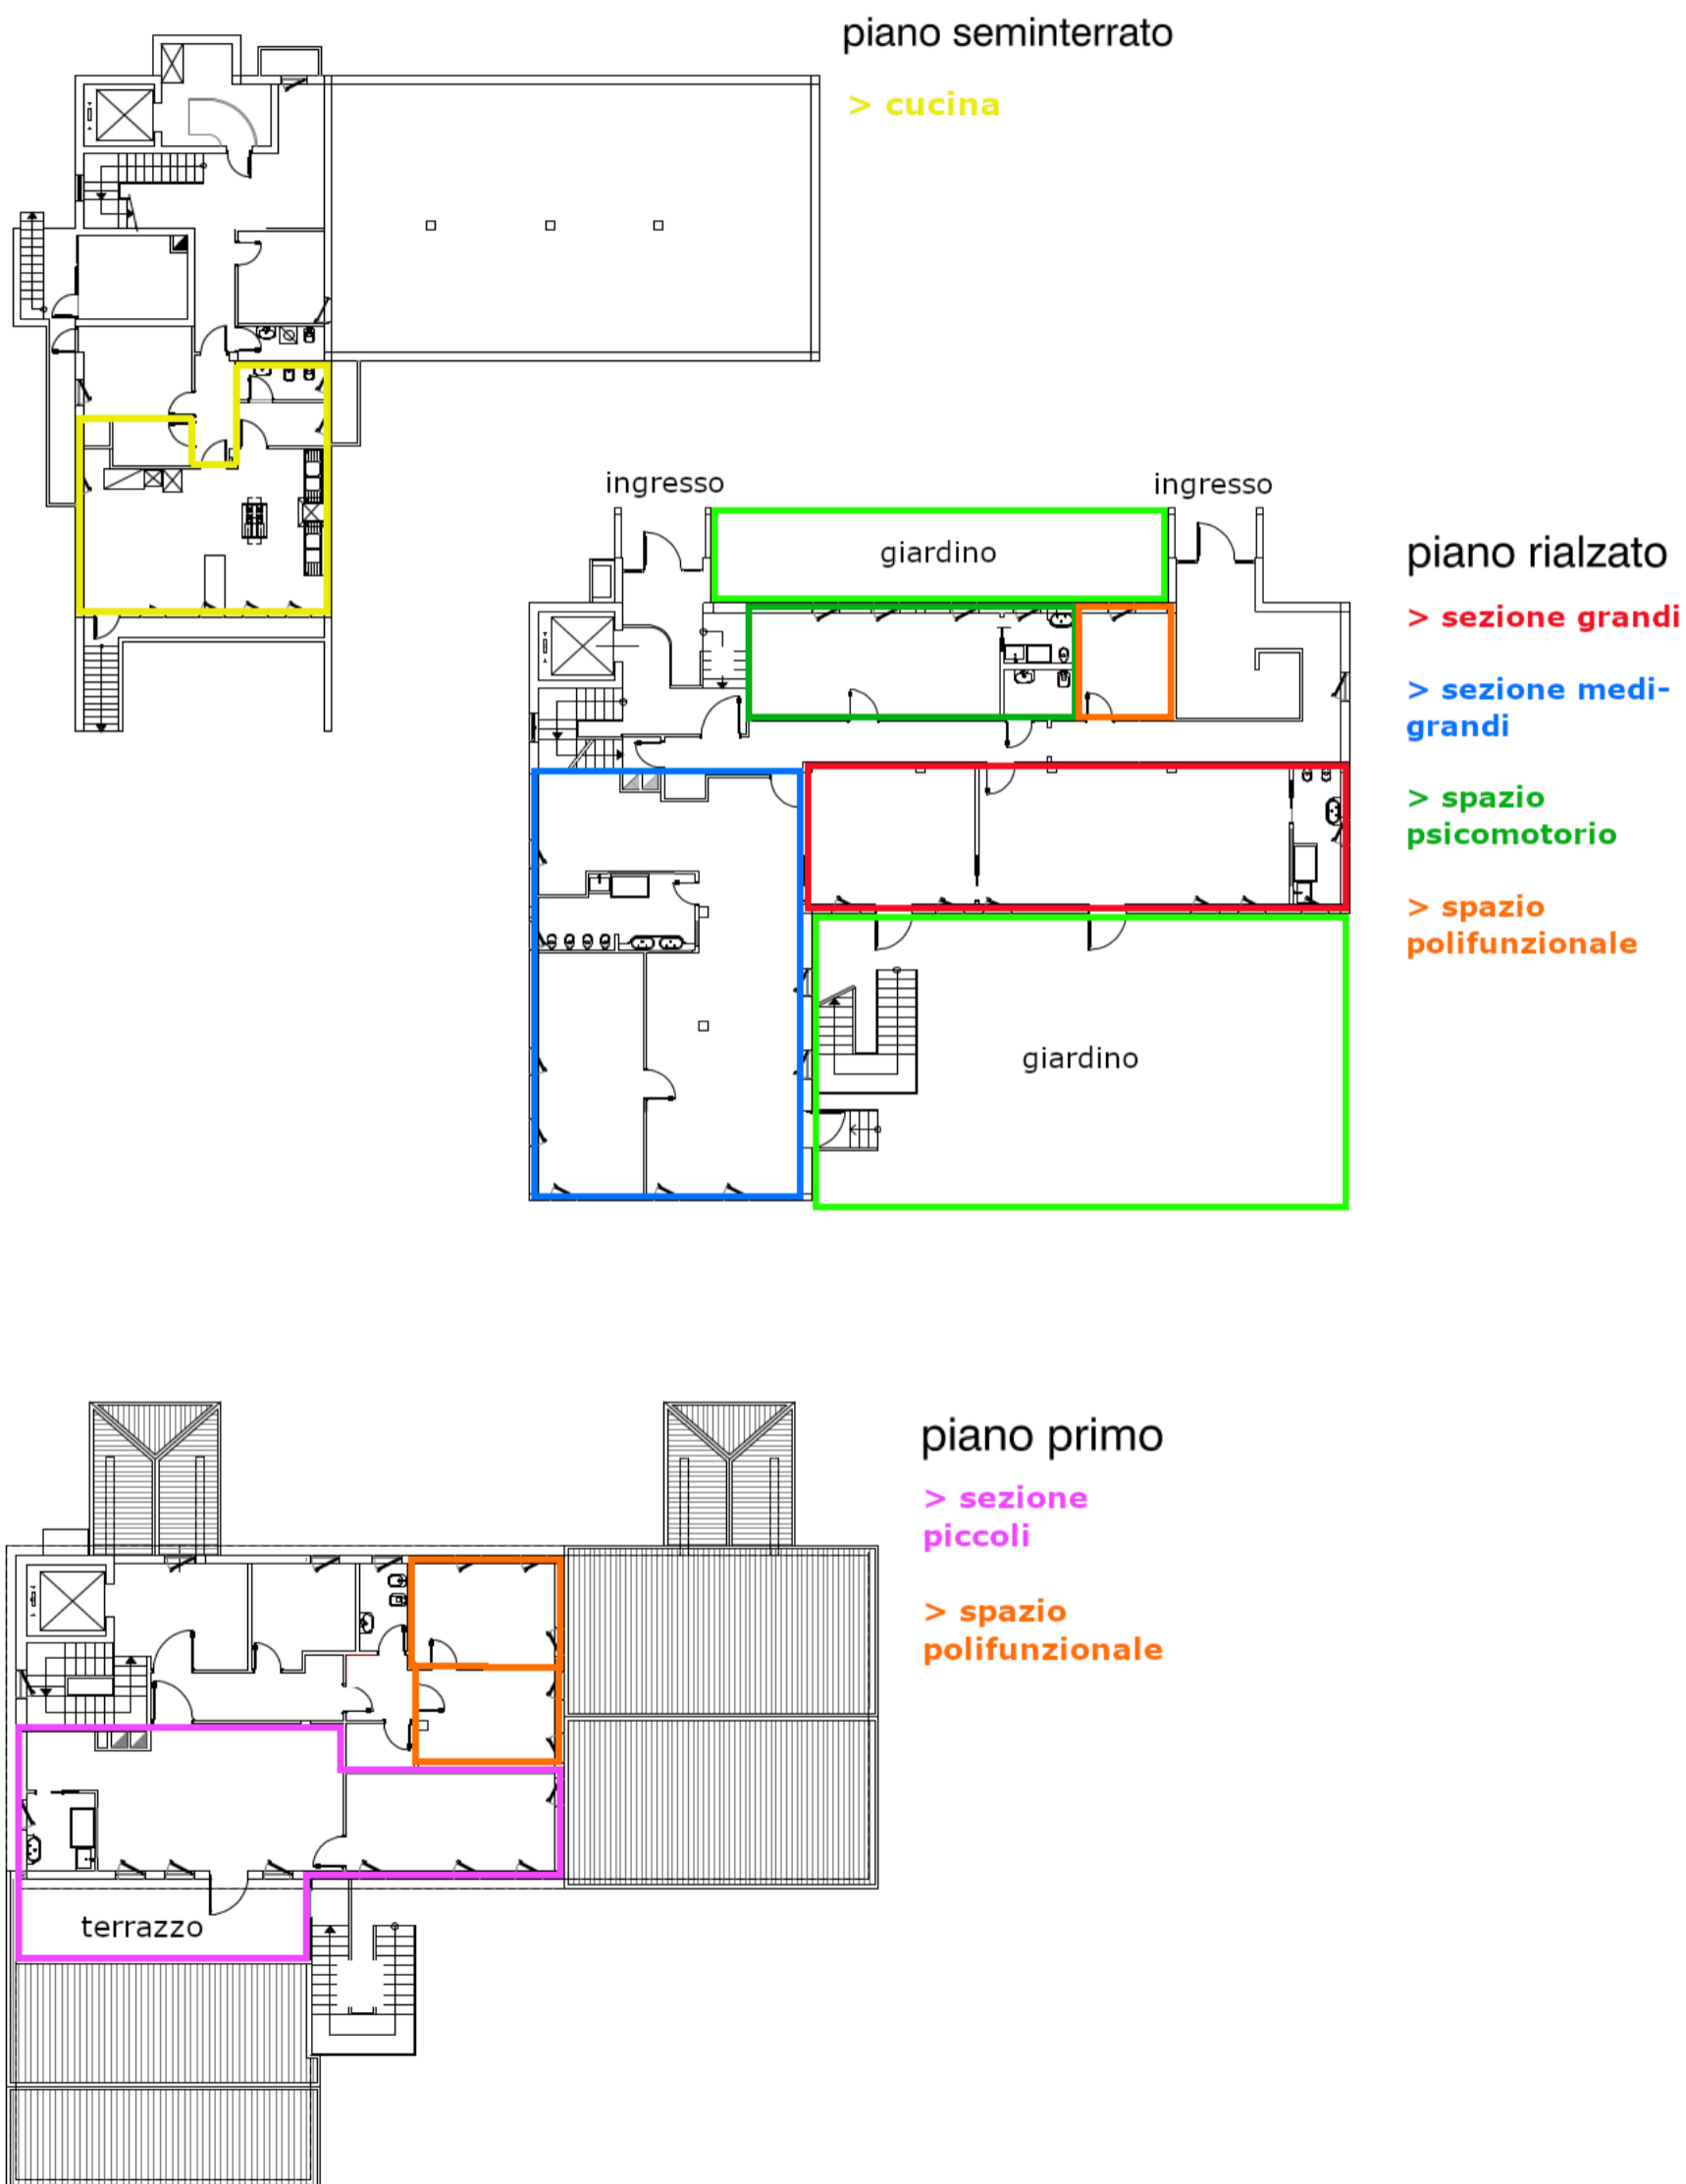 piano seminterrato
> cucina
ingresso
ingresso
giardino
piano rialzato
> sezione grandi
> sezione medi-
grandi
> spazio
psicomotorio
> spazio
polifunzionale
giardino
piano primo
> sezione
piccoli
> spazio
polifunzionale
terrazzo